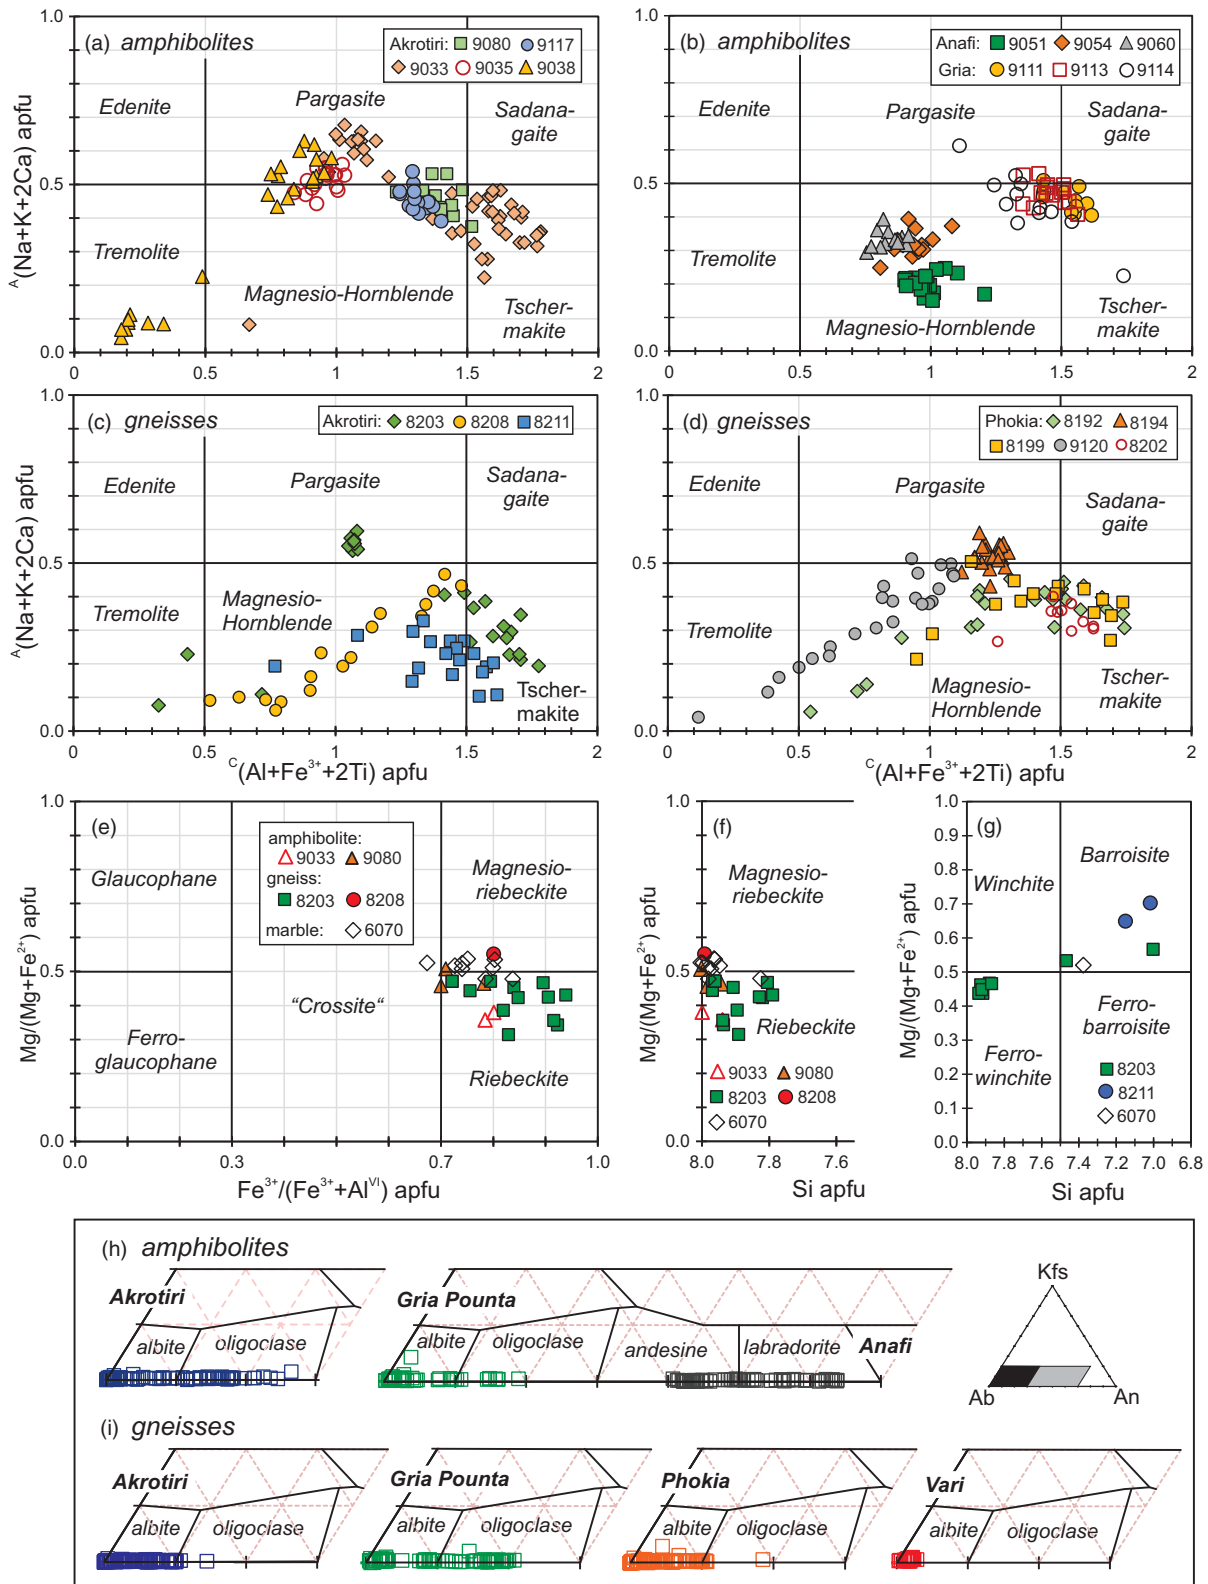 (a) amphibolites
Akrotiri: 9080 9117
9033 9035 9038
Edenite
Pargasite
Sadana-
gaite
Tremolite
Magnesio-Hornblende
Tscher-
makite
A(Na+K+2Ca) apfu
1.0
0.5
0.0
0 0.5 1 1.5 2
(b) amphibolites
Anafi: 9051 9054 9060
Gria: 9111 9113 9114
Edenite
Pargasite
Sadana-
gaite
Tremolite
Magnesio-Hornblende
Tscher-
makite
1.0
0.5
0.0
0 0.5 1 1.5 2
(c) gneisses
Akrotiri: 8203 8208 8211
Edenite
Pargasite
Sadana-
gaite
Tremolite
Magnesio-
Hornblende
Tscher-
makite
A(Na+K+2Ca) apfu
1.0
0.5
0.0
0 0.5 1 1.5 2
C(Al+Fe³⁺+2Ti) apfu
(d) gneisses
Phokia: 8192 8194
8199 9120 8202
Edenite
Pargasite
Sadana-
gaite
Tremolite
Magnesio-
Hornblende
Tscher-
makite
1.0
0.5
0.0
0 0.5 1 1.5 2
C(Al+Fe³⁺+2Ti) apfu
(e)
amphibolite:
9033 9080
gneiss:
8203 8208
marble: 6070
Glaucophane
Magnesio-
riebeckite
"Crossite"
Ferro-
glaucophane
Riebeckite
Mg/(Mg+Fe²⁺) apfu
1.0
0.5
0.0
0.0 0.3 0.7 1.0
Fe³⁺/(Fe³⁺+Alⱽᴵ) apfu
(f)
Magnesio-
riebeckite
Riebeckite
9033 9080
8203 8208
6070
Mg/(Mg+Fe²⁺) apfu
1.0
0.5
0.0
8.0 7.8 7.6
Si apfu
(g)
Barroisite
Winchite
Ferro-
barroisite
Ferro-
winchite
8203
8211
6070
Mg/(Mg+Fe²⁺) apfu
1.0
0.9
0.8
0.7
0.6
0.5
0.4
0.3
0.2
0.1
0.0
8.0 7.8 7.6 7.4 7.2 7.0 6.8
Si apfu
(h) amphibolites
Akrotiri
albite oligoclase
Gria Pounta
albite oligoclase andesine labradorite Anafi
Kfs
Ab An
(i) gneisses
Akrotiri
albite oligoclase
Gria Pounta
albite oligoclase
Phokia
albite oligoclase
Vari
albite oligoclase